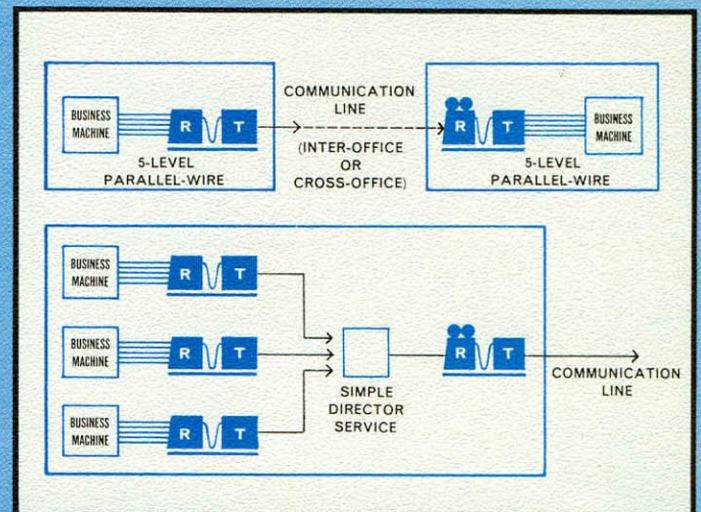 BUSINESS
MACHINE
R T
5-LEVEL
PARALLEL-WIRE
COMMUNICATION
LINE
(INTER-OFFICE
OR
CROSS-OFFICE)
R T
BUSINESS
MACHINE
5-LEVEL
PARALLEL-WIRE
BUSINESS
MACHINE
R T
BUSINESS
MACHINE
R T
BUSINESS
MACHINE
R T
SIMPLE
DIRECTOR
SERVICE
R T
COMMUNICATION
LINE